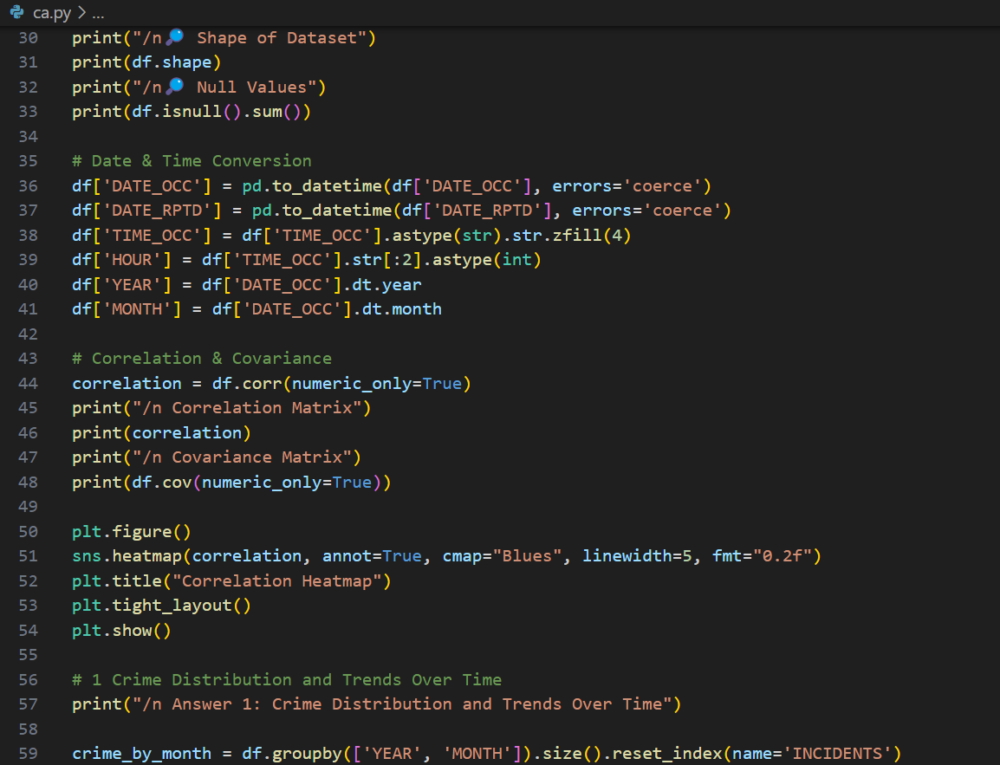 ca.py > ...
30 print("/n🔎 Shape of Dataset")
31 print(df.shape)
32 print("/n🔎 Null Values")
33 print(df.isnull().sum())
34
35 # Date & Time Conversion
36 df['DATE_OCC'] = pd.to_datetime(df['DATE_OCC'], errors='coerce')
37 df['DATE_RPTD'] = pd.to_datetime(df['DATE_RPTD'], errors='coerce')
38 df['TIME_OCC'] = df['TIME_OCC'].astype(str).str.zfill(4)
39 df['HOUR'] = df['TIME_OCC'].str[:2].astype(int)
40 df['YEAR'] = df['DATE_OCC'].dt.year
41 df['MONTH'] = df['DATE_OCC'].dt.month
42
43 # Correlation & Covariance
44 correlation = df.corr(numeric_only=True)
45 print("/n Correlation Matrix")
46 print(correlation)
47 print("/n Covariance Matrix")
48 print(df.cov(numeric_only=True))
49
50 plt.figure()
51 sns.heatmap(correlation, annot=True, cmap="Blues", linewidth=5, fmt="0.2f")
52 plt.title("Correlation Heatmap")
53 plt.tight_layout()
54 plt.show()
55
56 # 1 Crime Distribution and Trends Over Time
57 print("/n Answer 1: Crime Distribution and Trends Over Time")
58
59 crime_by_month = df.groupby(['YEAR', 'MONTH']).size().reset_index(name='INCIDENTS')